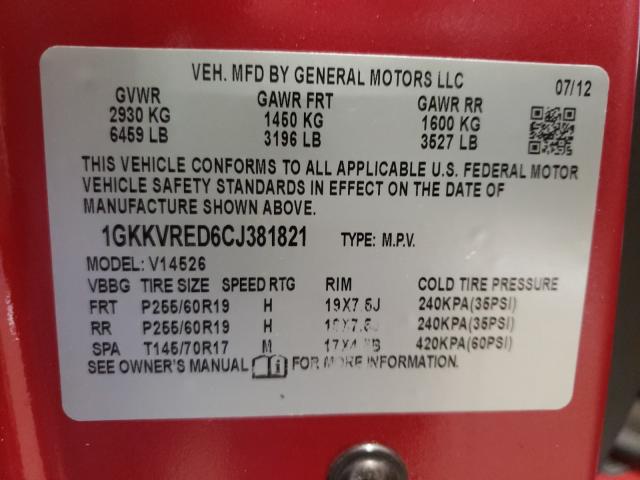 VEH. MFD BY GENERAL MOTORS LLC 07/12
GVWR GAWR FRT GAWR RR
2930 KG 1450 KG 1600 KG
6459 LB 3196 LB 3527 LB
THIS VEHICLE CONFORMS TO ALL APPLICABLE U.S. FEDERAL MOTOR
VEHICLE SAFETY STANDARDS IN EFFECT ON THE DATE OF
MANUFACTURE SHOWN ABOVE.
1GKKVRED6CJ381821 TYPE: M.P.V.
MODEL: V14526
VBBG TIRE SIZE SPEED RTG RIM COLD TIRE PRESSURE
FRT P255/60R19 H 19X7.5J 240KPA(35PSI)
RR P255/60R19 H 240KPA(35PSI)
SPA T145/70R17 M 420KPA(60PSI)
SEE OWNER'S MANUAL FOR MORE INFORMATION.